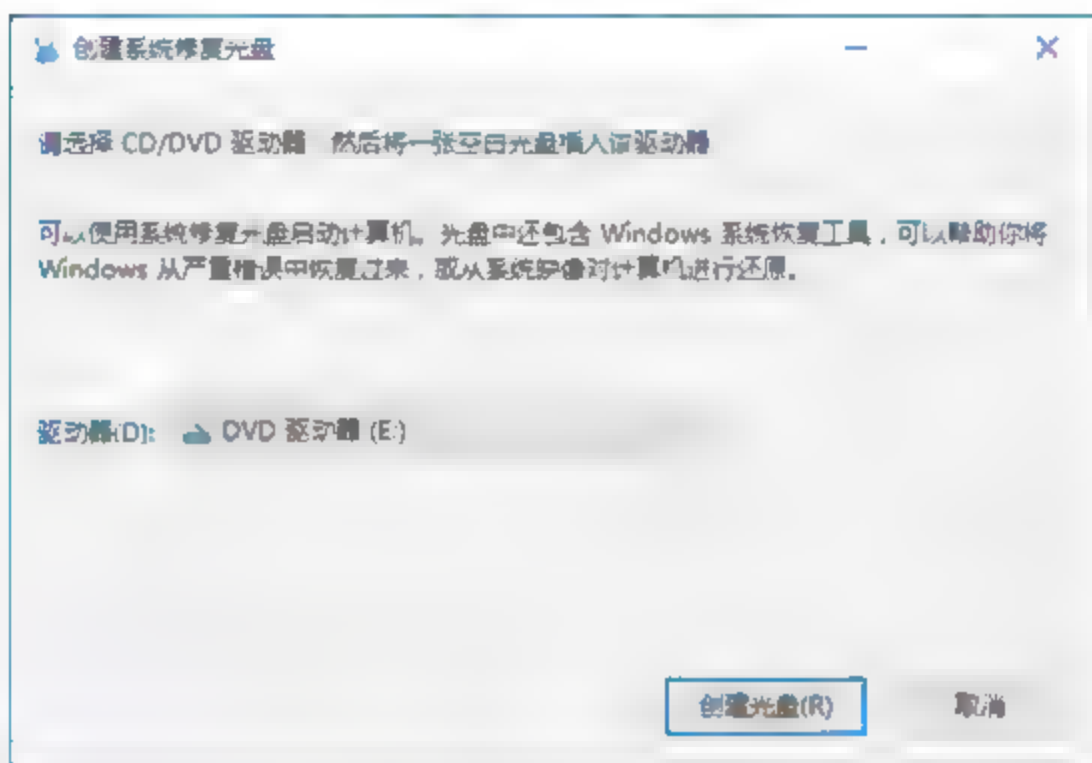 创建系统修复光盘
请选择 CD/DVD 驱动器，然后将一张空白光盘插入该驱动器
可以使用系统修复光盘启动计算机。光盘中还包含 Windows 系统恢复工具，可以帮助你将
Windows 从严重错误中恢复过来，或从系统映像对计算机进行还原。
驱动器(D): DVD 驱动器 (E:)
创建光盘(R) 取消